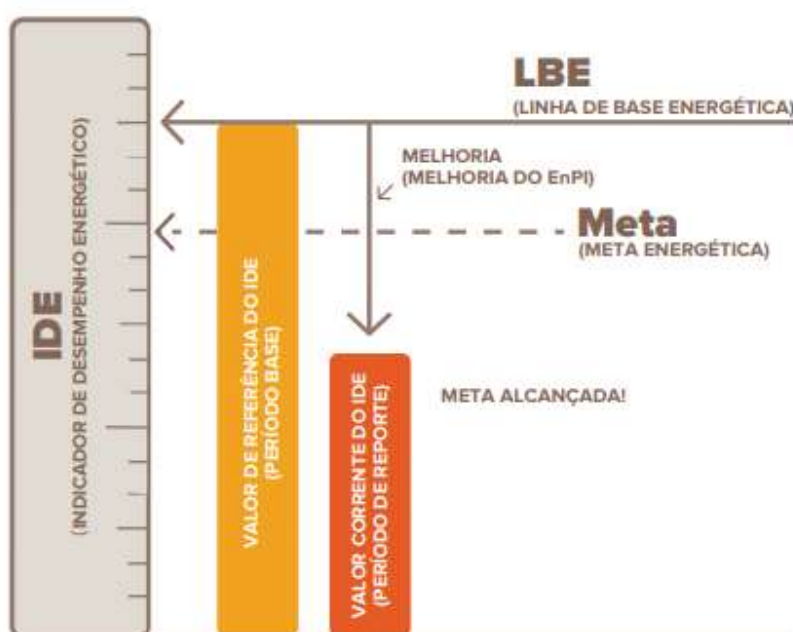 LBE
(LINHA DE BASE ENERGÉTICA)
MELHORIA
(MELHORIA DO EnPI)
Meta
(META ENERGÉTICA)
IDE
(INDICADOR DE DESEMPENHO ENERGÉTICO)
VALOR DE REFERÊNCIA DO IDE
(PERÍODO BASE)
VALOR CORRENTE DO IDE
(PERÍODO DE REPORTE)
META ALCANÇADA!